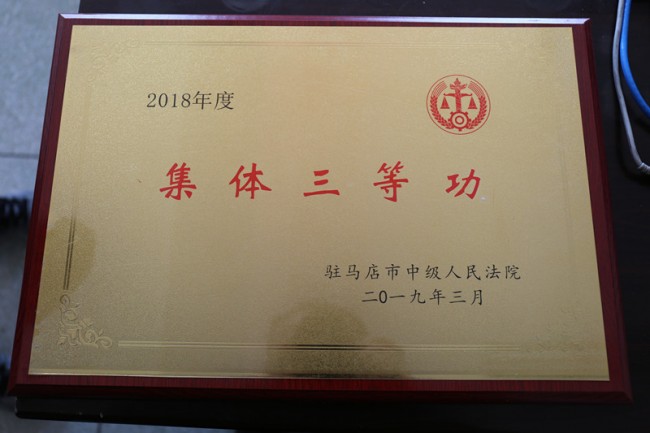 2018年度
集体三等功
驻马店市中级人民法院
二〇一九年三月